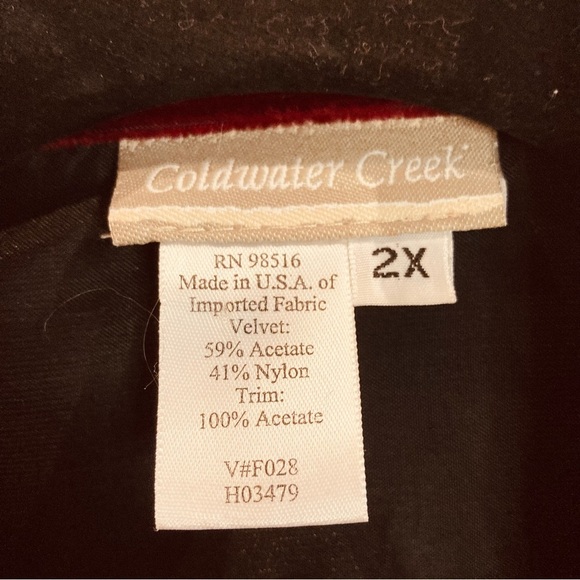 Coldwater Creek
2X
RN 98516
Made in U.S.A. of
Imported Fabric
Velvet:
59% Acetate
41% Nylon
Trim:
100% Acetate
V#F028
H03479